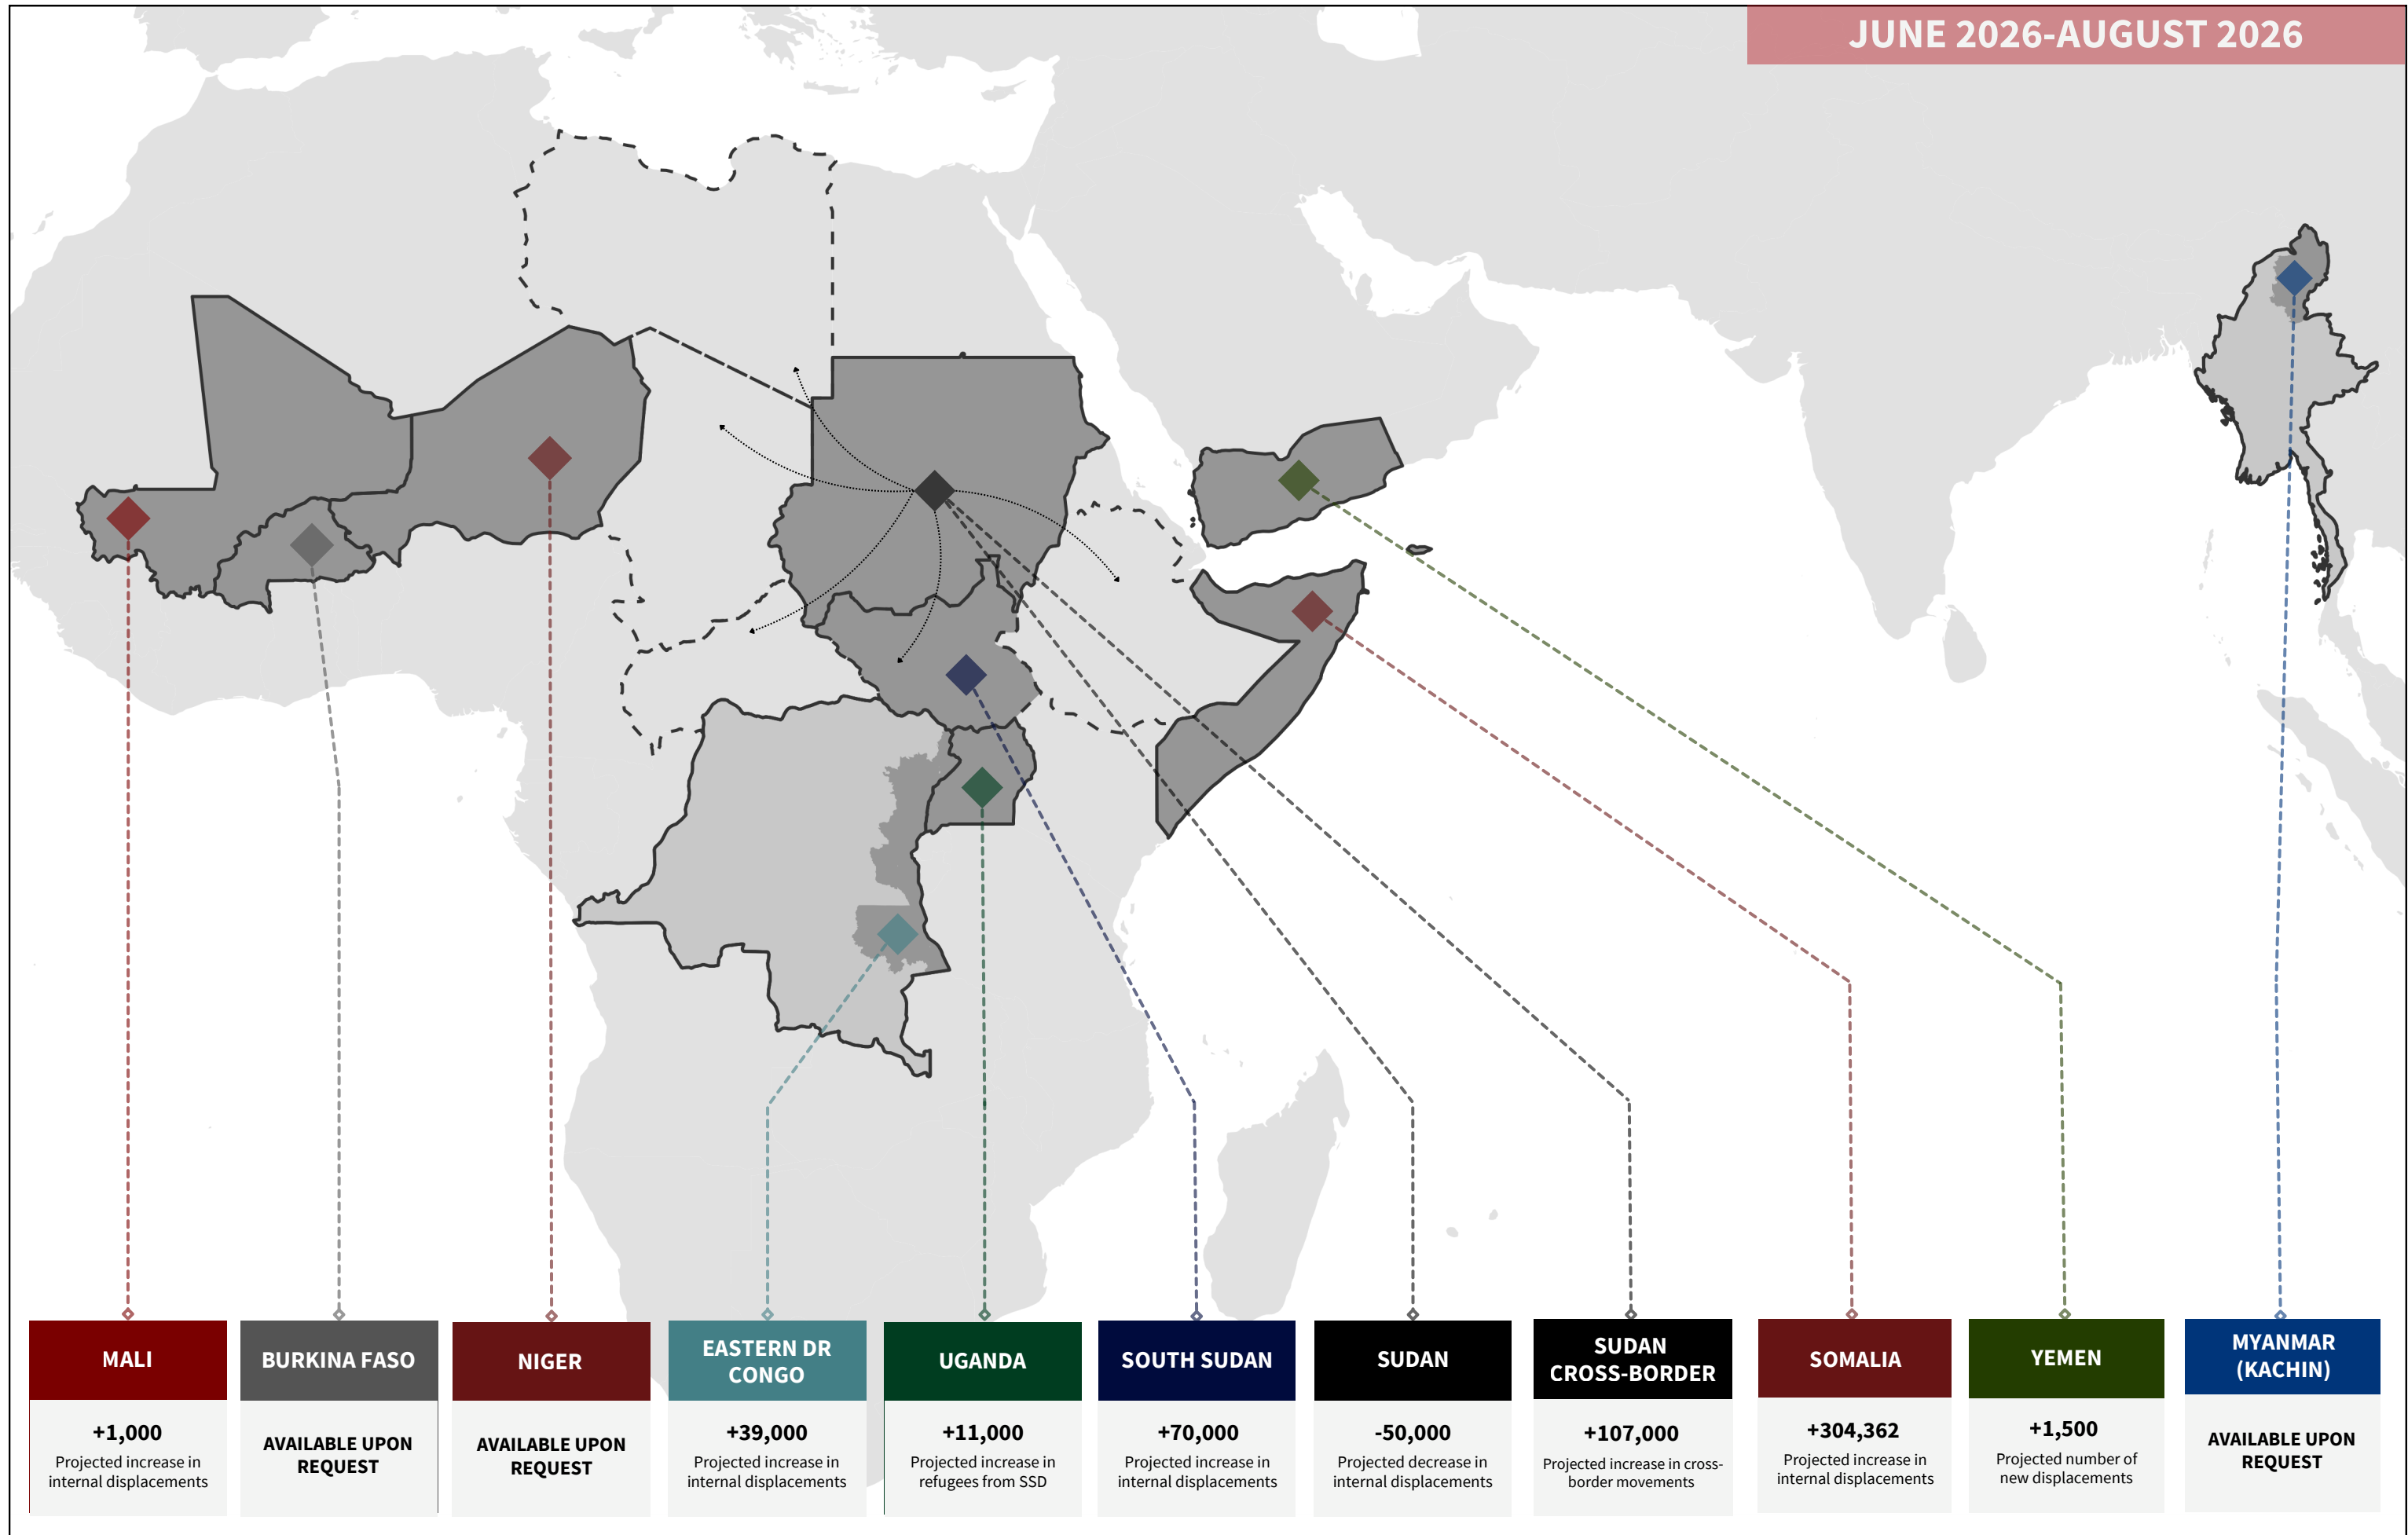 JUNE 2026-AUGUST 2026
MALI
+1,000
Projected increase in
internal displacements
BURKINA FASO
AVAILABLE UPON
REQUEST
NIGER
AVAILABLE UPON
REQUEST
EASTERN DR
CONGO
+39,000
Projected increase in
internal displacements
UGANDA
+11,000
Projected increase in
refugees from SSD
SOUTH SUDAN
+70,000
Projected increase in
internal displacements
SUDAN
-50,000
Projected decrease in
internal displacements
SUDAN
CROSS-BORDER
+107,000
Projected increase in cross-
border movements
SOMALIA
+304,362
Projected increase in
internal displacements
YEMEN
+1,500
Projected number of
new displacements
MYANMAR
(KACHIN)
AVAILABLE UPON
REQUEST